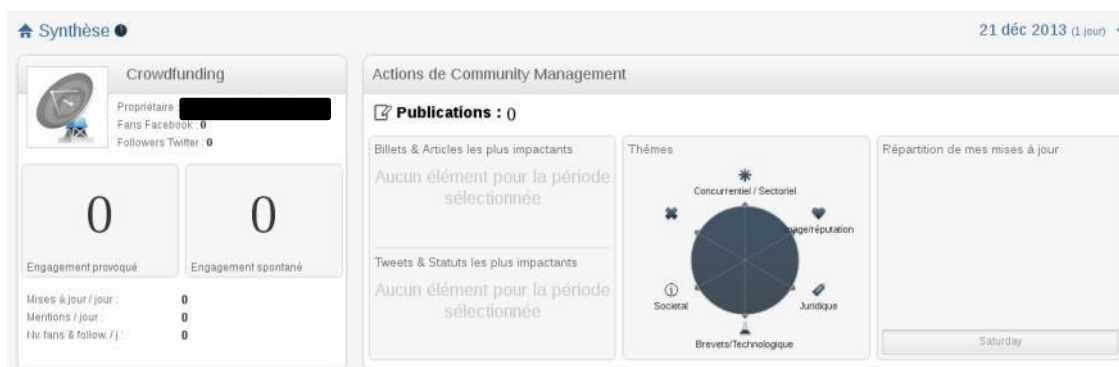 Synthèse
21 déc 2013 (1 jour)
Crowdfunding
Propriétaire :
Fans Facebook : 0
Followers Twitter : 0
0
Engagement provoqué
0
Engagement spontané
Mises à jour / jour : 0
Mentions / jour : 0
Nv. fans & follow. / j : 0
Actions de Community Management
Publications : 0
Billets & Articles les plus impactants
Aucun élément pour la période
sélectionnée
Tweets & Statuts les plus impactants
Aucun élément pour la période
sélectionnée
Thèmes
Concurrentiel / Sectoriel
Image/réputation
Juridique
Brevets/Technologique
Societal
Répartition de mes mises à jour
Saturday